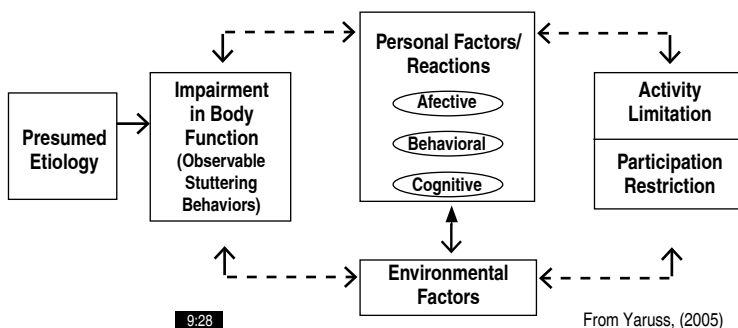 Presumed
Etiology
Impairment
in Body
Function
(Observable
Stuttering
Behaviors)
Personal Factors/
Reactions
Afective
Behavioral
Cognitive
Activity
Limitation
Participation
Restriction
Environmental
Factors
9:28
From Yaruss, (2005)